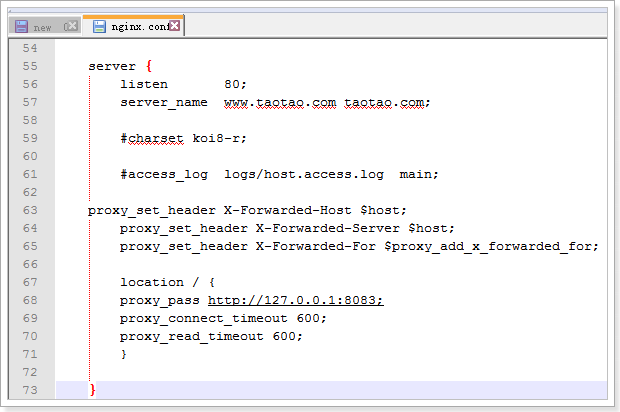 new
nginx.conf
54
55 server {
56 listen 80;
57 server_name www.taotao.com taotao.com;
58
59 #charset koi8-r;
60
61 #access_log logs/host.access.log main;
62
63 proxy_set_header X-Forwarded-Host $host;
64 proxy_set_header X-Forwarded-Server $host;
65 proxy_set_header X-Forwarded-For $proxy_add_x_forwarded_for;
66
67 location / {
68 proxy_pass http://127.0.0.1:8083;
69 proxy_connect_timeout 600;
70 proxy_read_timeout 600;
71 }
72
73 }